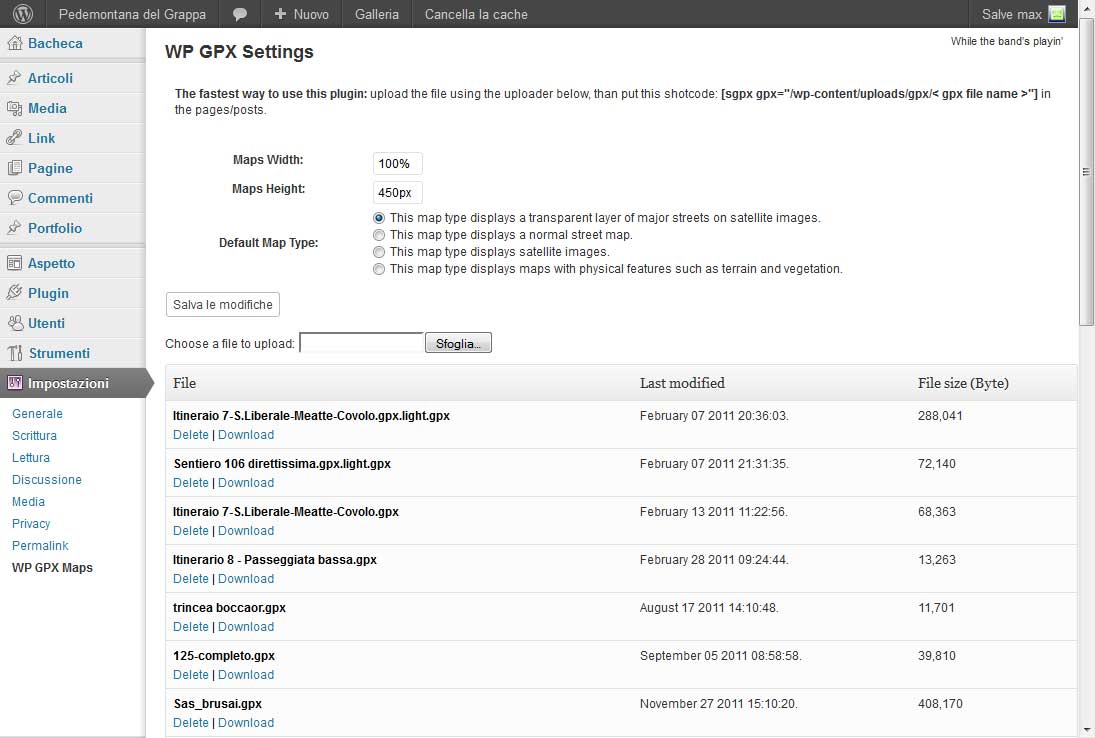 Pedemontana del Grappa Nuovo Galleria Cancella la cache Salve max
Bacheca
Articoli
Media
Link
Pagine
Commenti
Portfolio
Aspetto
Plugin
Utenti
Strumenti
Impostazioni
Generale
Scrittura
Lettura
Discussione
Media
Privacy
Permalink
WP GPX Maps
While the band's playin'
WP GPX Settings
The fastest way to use this plugin: upload the file using the uploader below, than put this shotcode: [sgpx gpx="/wp-content/uploads/gpx/< gpx file name >"] in
the pages/posts.
Maps Width: 100%
Maps Height: 450px
Default Map Type:
This map type displays a transparent layer of major streets on satellite images.
This map type displays a normal street map.
This map type displays satellite images.
This map type displays maps with physical features such as terrain and vegetation.
Salva le modifiche
Choose a file to upload: Sfoglia...
File Last modified File size (Byte)
Itineraio 7-S.Liberale-Meatte-Covolo.gpx.light.gpx February 07 2011 20:36:03. 288,041
Delete | Download
Sentiero 106 direttissima.gpx.light.gpx February 07 2011 21:31:35. 72,140
Delete | Download
Itineraio 7-S.Liberale-Meatte-Covolo.gpx February 13 2011 11:22:56. 68,363
Delete | Download
Itinerario 8 - Passeggiata bassa.gpx February 28 2011 09:24:44. 13,263
Delete | Download
trincea boccaor.gpx August 17 2011 14:10:48. 11,701
Delete | Download
125-completo.gpx September 05 2011 08:58:58. 39,810
Delete | Download
Sas_brusai.gpx November 27 2011 15:10:20. 408,170
Delete | Download